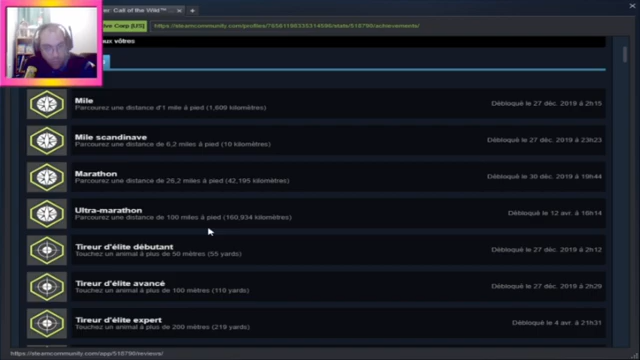 Call of the Wild™
Corp [US]
https://steamcommunity.com/profiles/
/stats/518790/achievements/
vôtres
Mile
Parcourez une distance d'1 mile à pied (1,609 kilomètres)
Débloqué le 27 déc. 2019 à 2h15
Mile scandinave
Parcourez une distance de 6,2 miles à pied (10 kilomètres)
Débloqué le 27 déc. 2019 à 23h23
Marathon
Parcourez une distance de 26,2 miles à pied (42,195 kilomètres)
Débloqué le 30 déc. 2019 à 19h44
Ultra-marathon
Parcourez une distance de 100 miles à pied (160,934 kilomètres)
Débloqué le 12 avr. à 16h14
Tireur d'élite débutant
Touchez un animal à plus de 50 mètres (55 yards)
Débloqué le 27 déc. 2019 à 2h12
Tireur d'élite avancé
Touchez un animal à plus de 100 mètres (110 yards)
Débloqué le 27 déc. 2019 à 2h29
Tireur d'élite expert
Touchez un animal à plus de 200 mètres (219 yards)
Débloqué le 4 avr. à 21h31
https://steamcommunity.com/app/518790/reviews/